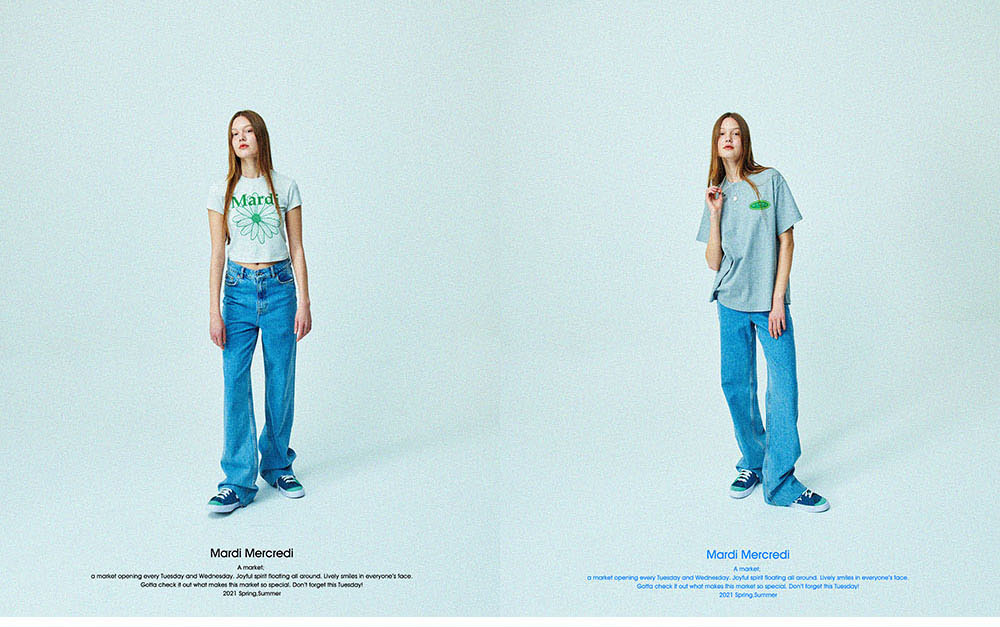 Mardi
Mardi Mercredi
A market;
a market opening every Tuesday and Wednesday. Joyful spirit floating all around. Lively smiles in everyone's face.
Gotta check it out what makes this market so special. Don't forget this Tuesday!
2021 Spring,Summer
Mardi Mercredi
A market;
a market opening every Tuesday and Wednesday. Joyful spirit floating all around. Lively smiles in everyone's face.
Gotta check it out what makes this market so special. Don't forget this Tuesday!
2021 Spring,Summer